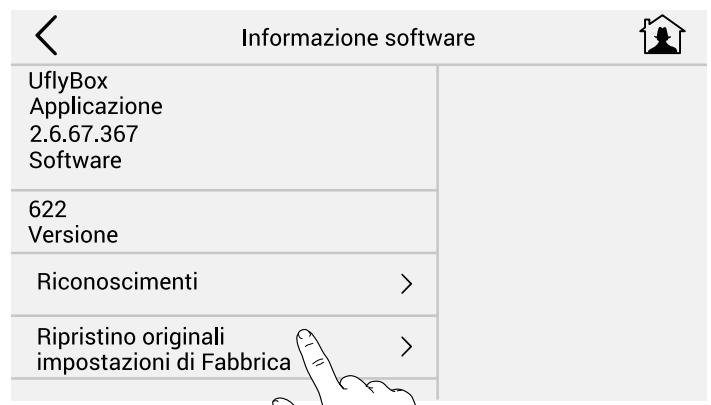 Informazione software
UflyBox
Applicazione
2.6.67.367
Software
622
Versione
Riconoscimenti
Ripristino originali
impostazioni di Fabbrica